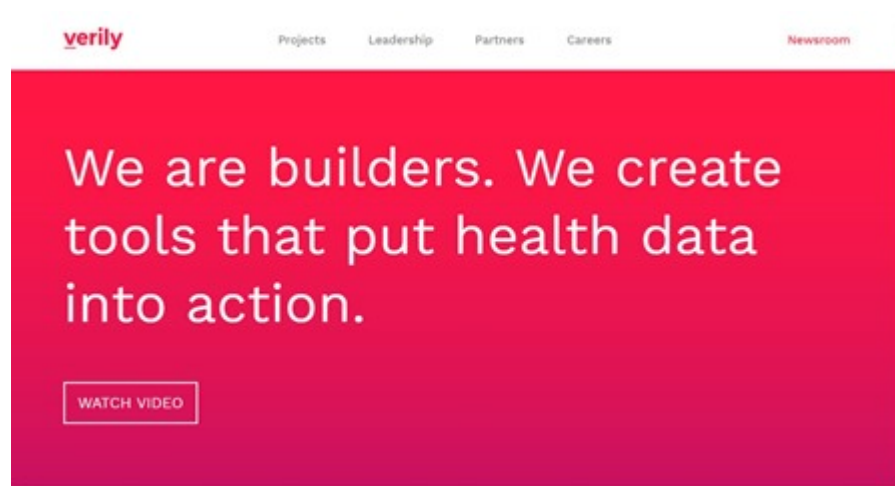 verily Projects Leadership Partners Careers Newsroom
We are builders. We create
tools that put health data
into action.
WATCH VIDEO